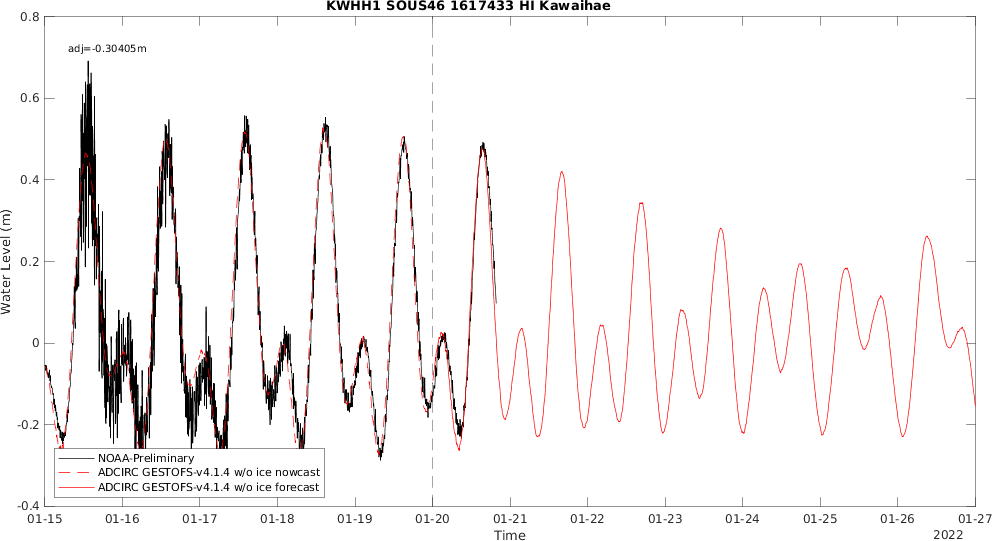 KWHH1 SOUS46 1617433 HI Kawaihae
adj=-0.30405m
0.8
0.6
0.4
0.2
0
-0.2
-0.4
Water Level (m)
NOAA-Preliminary
ADCIRC GESTOFS-v4.1.4 w/o ice nowcast
ADCIRC GESTOFS-v4.1.4 w/o ice forecast
01-15 01-16 01-17 01-18 01-19 01-20 01-21 01-22 01-23 01-24 01-25 01-26 01-27
Time
2022